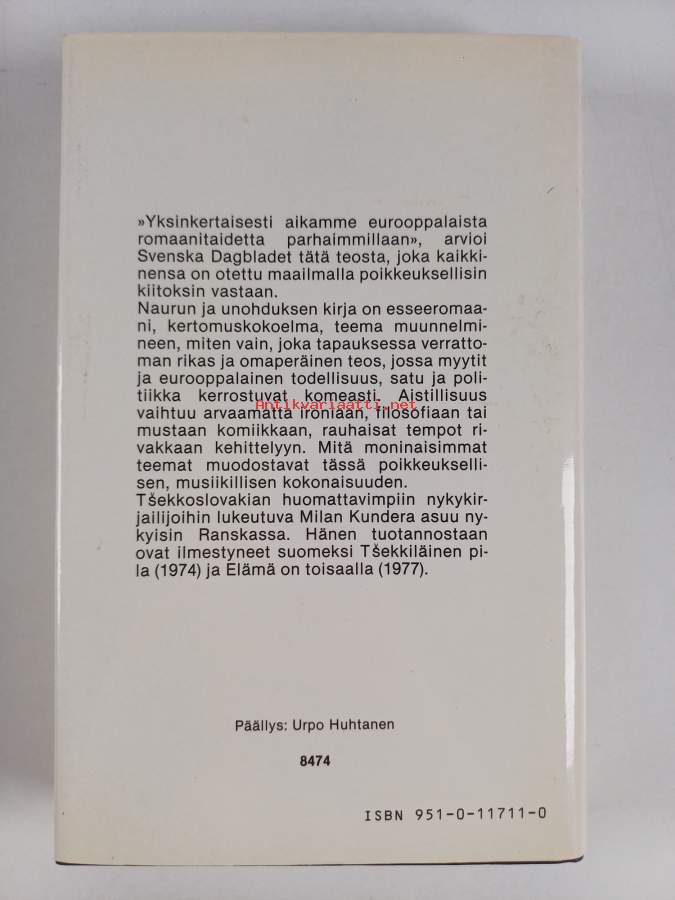 »Yksinkertaisesti aikamme eurooppalaista
romaanitaidetta parhaimmillaan», arvioi
Svenska Dagbladet tätä teosta, joka kaikki-
nensa on otettu maailmalla poikkeuksellisin
kiitoksin vastaan.
Naurun ja unohduksen kirja on esseeromaa-
ni, kertomuskokoelma, teema muunnelmi-
neen, miten vain, joka tapauksessa verratto-
man rikas ja omaperäinen teos, jossa myytit
ja eurooppalainen todellisuus, satu ja poli-
tiikka kerrostuvat komeasti. Aistillisuus
Antikvariaatti.net
vaihtuu arvaamatta ironiaan, filosofiaan tai
mustaan komiikkaan, rauhaisat tempot ri-
vakkaan kehittelyyn. Mitä moninaisimmat
teemat muodostavat tässä poikkeukselli-
sen, musiikillisen kokonaisuuden.
Tšekkoslovakian huomattavimpiin nykykir-
jailijoihin lukeutuva Milan Kundera asuu ny-
kyisin Ranskassa. Hänen tuotannostaan
ovat ilmestyneet suomeksi Tšekkiläinen pi-
la (1974) ja Elämä on toisaalla (1977).
Päällys: Urpo Huhtanen
8474
ISBN 951-0-11711-0